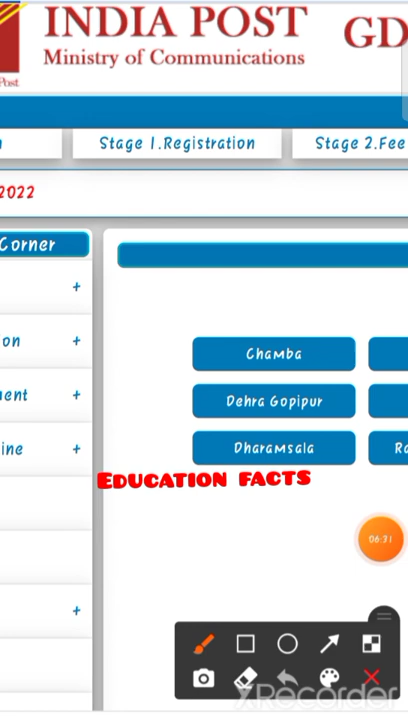 INDIA POST
GD
Ministry of Communications
Post
Stage 1.Registration
Stage 2.Fee
2022
Corner
+
on +
ment +
ine +
+
Chamba
Dehra Gopipur
Dharamsala
EDUCATION FACTS
06:31
XRecorder